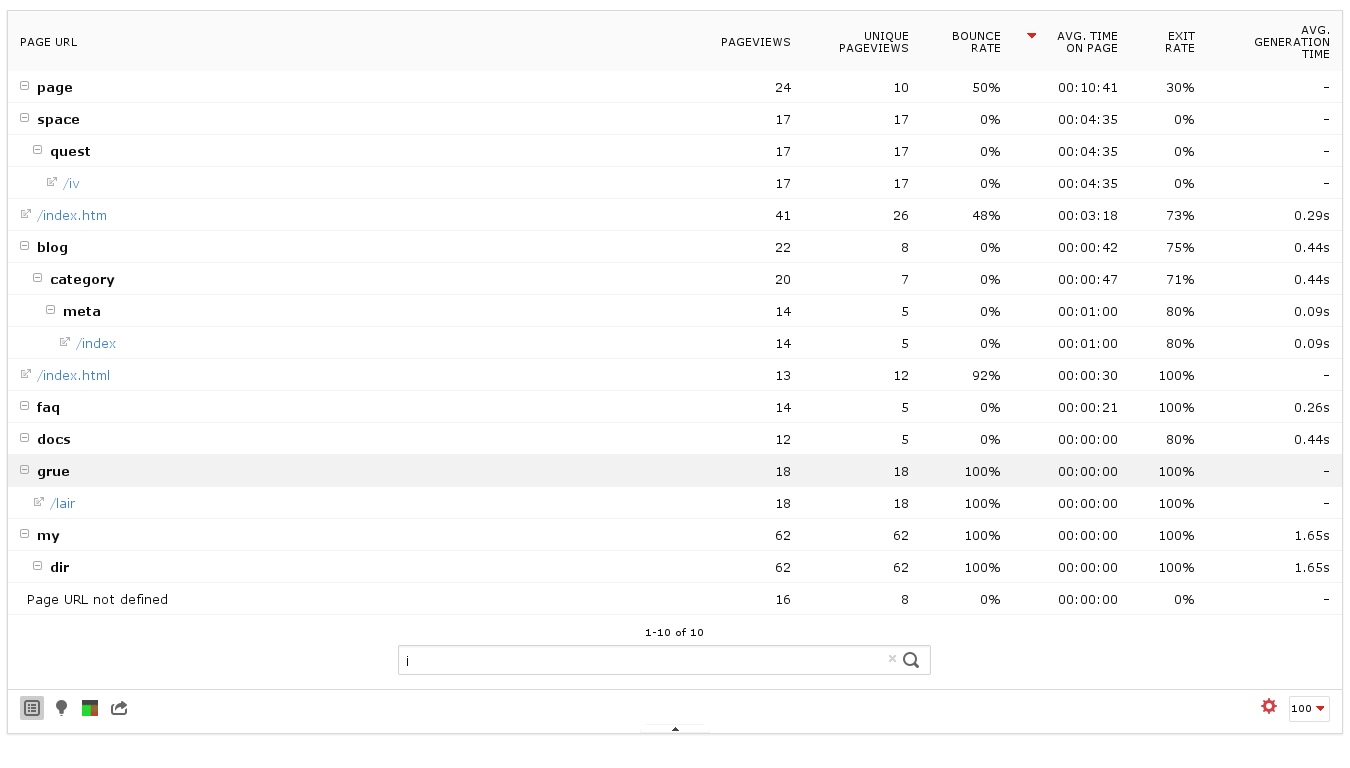 PAGE URL PAGEVIEWS UNIQUE PAGEVIEWS BOUNCE RATE AVG. TIME ON PAGE EXIT RATE AVG. GENERATION TIME
page 24 10 50% 00:10:41 30% -
space 17 17 0% 00:04:35 0% -
quest 17 17 0% 00:04:35 0% -
/iv 17 17 0% 00:04:35 0% -
/index.htm 41 26 48% 00:03:18 73% 0.29s
blog 22 8 0% 00:00:42 75% 0.44s
category 20 7 0% 00:00:47 71% 0.44s
meta 14 5 0% 00:01:00 80% 0.09s
/index 14 5 0% 00:01:00 80% 0.09s
/index.html 13 12 92% 00:00:30 100% -
faq 14 5 0% 00:00:21 100% 0.26s
docs 12 5 0% 00:00:00 80% 0.44s
grue 18 18 100% 00:00:00 100% -
/lair 18 18 100% 00:00:00 100% -
my 62 62 100% 00:00:00 100% 1.65s
dir 62 62 100% 00:00:00 100% 1.65s
Page URL not defined 16 8 0% 00:00:00 0% -
1-10 of 10
i
100